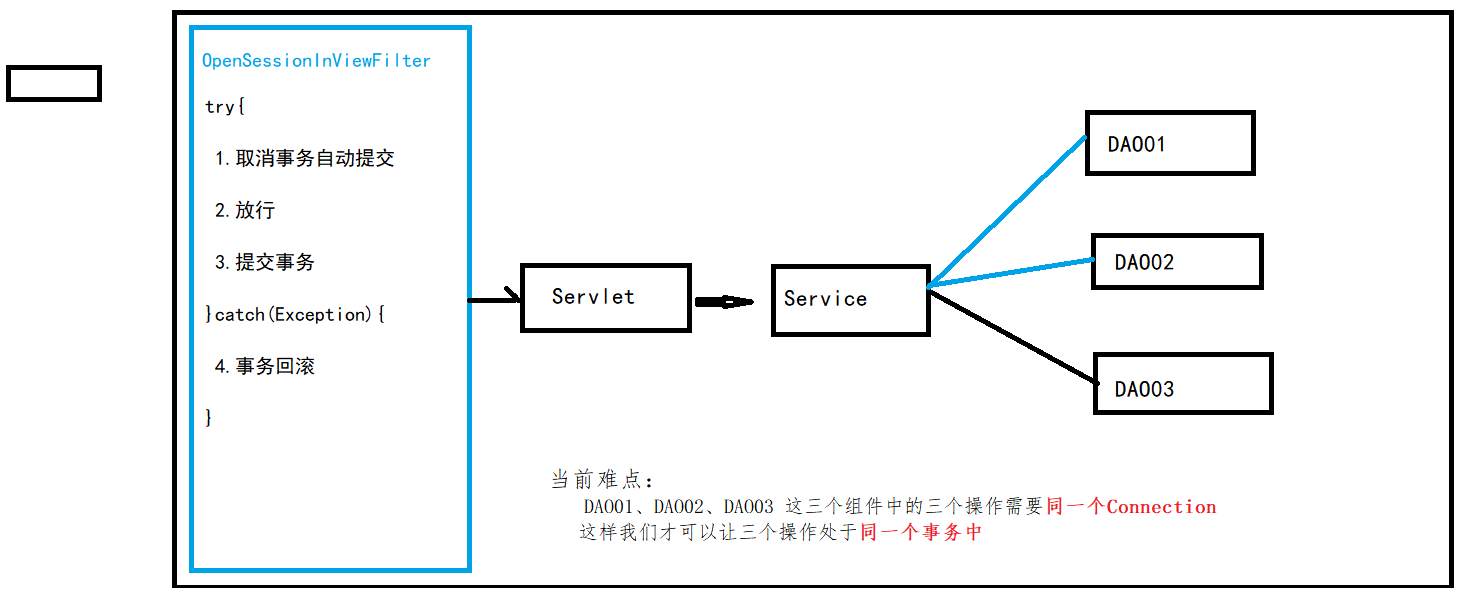 OpenSessionInViewFilter
try{
1.取消事务自动提交
2.放行
3.提交事务
}catch(Exception){
4.事务回滚
}
Servlet
Service
DAO01
DAO02
DAO03
当前难点：
DAO01、DAO02、DAO03 这三个组件中的三个操作需要同一个Connection
这样我们才可以让三个操作处于同一个事务中